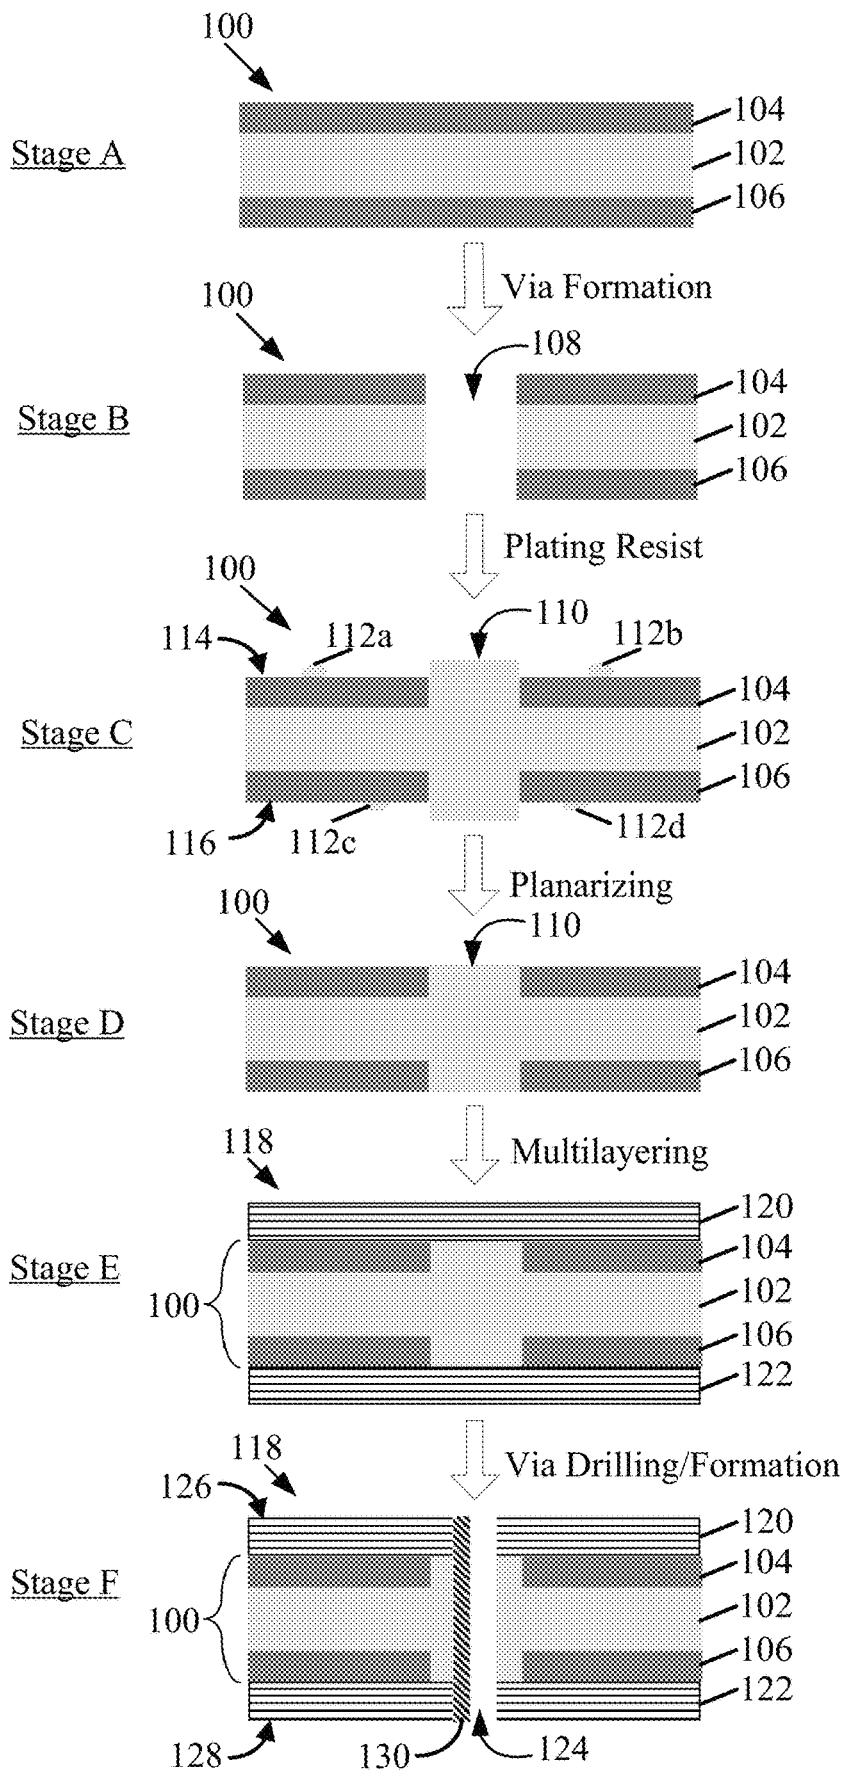 100
104
Stage A
102
106
Via Formation
100
108
104
Stage B
102
106
Plating Resist
100
110
114
112a
112b
104
Stage C
102
106
116
112c
112d
Planarizing
100
110
104
Stage D
102
106
Multilayering
118
120
104
Stage E
100
102
106
122
Via Drilling/Formation
118
126
120
104
Stage F
100
102
106
122
128
130
124